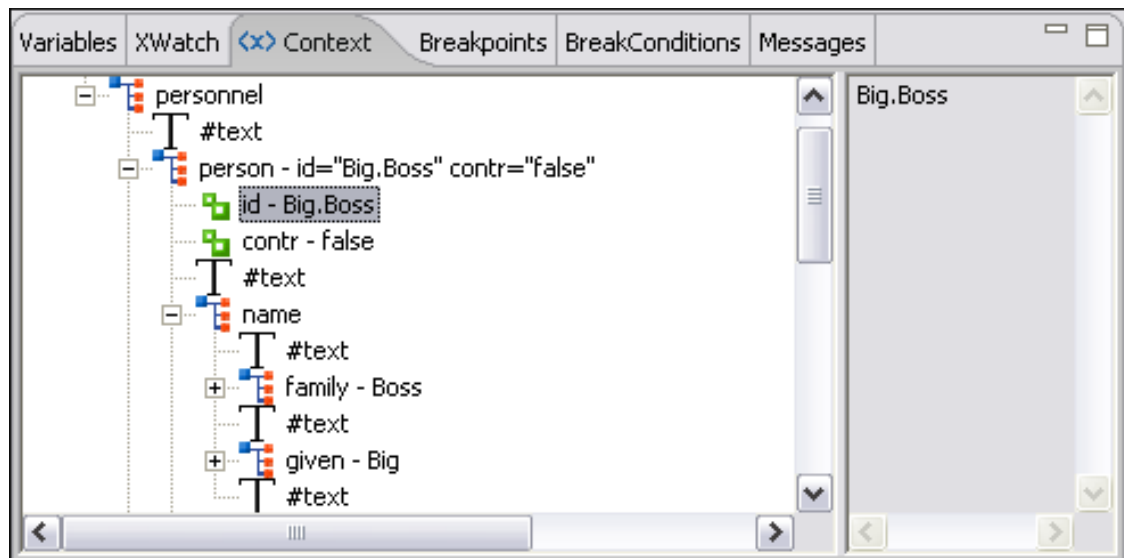 Variables XWatch <x> Context Breakpoints BreakConditions Messages
personnel
#text
person - id="Big.Boss" contr="false"
id - Big.Boss
contr - false
#text
name
#text
family - Boss
#text
given - Big
#text
Big.Boss